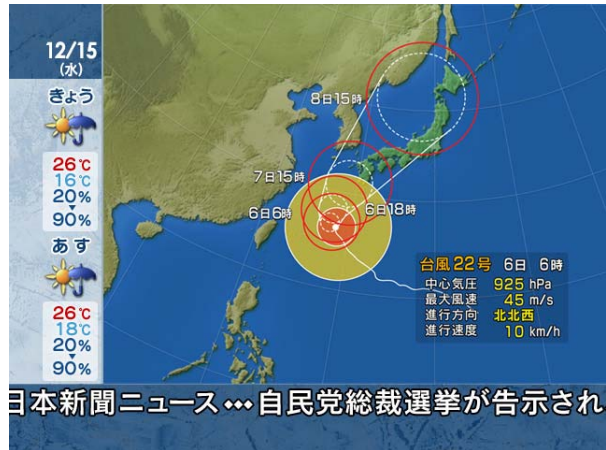 12/15
(水)
きょう
26℃
16℃
20%
90%
あす
26℃
18℃
20%
90%
8日15時
7日15時
6日6時
6日18時
台風22号 6日 6時
中心気圧 925 hPa
最大風速 45 m/s
進行方向 北北西
進行速度 10 km/h
日本新聞ニュース…自民党総裁選挙が告示され